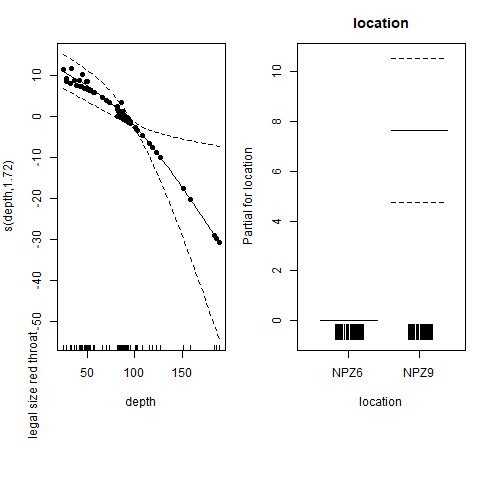 location
10
0
-10
-20
-30
-40
-50
s(depth,1.72)
legal size red throat
50
100
150
depth
10
8
6
4
2
0
Partial for location
NPZ6
NPZ9
location